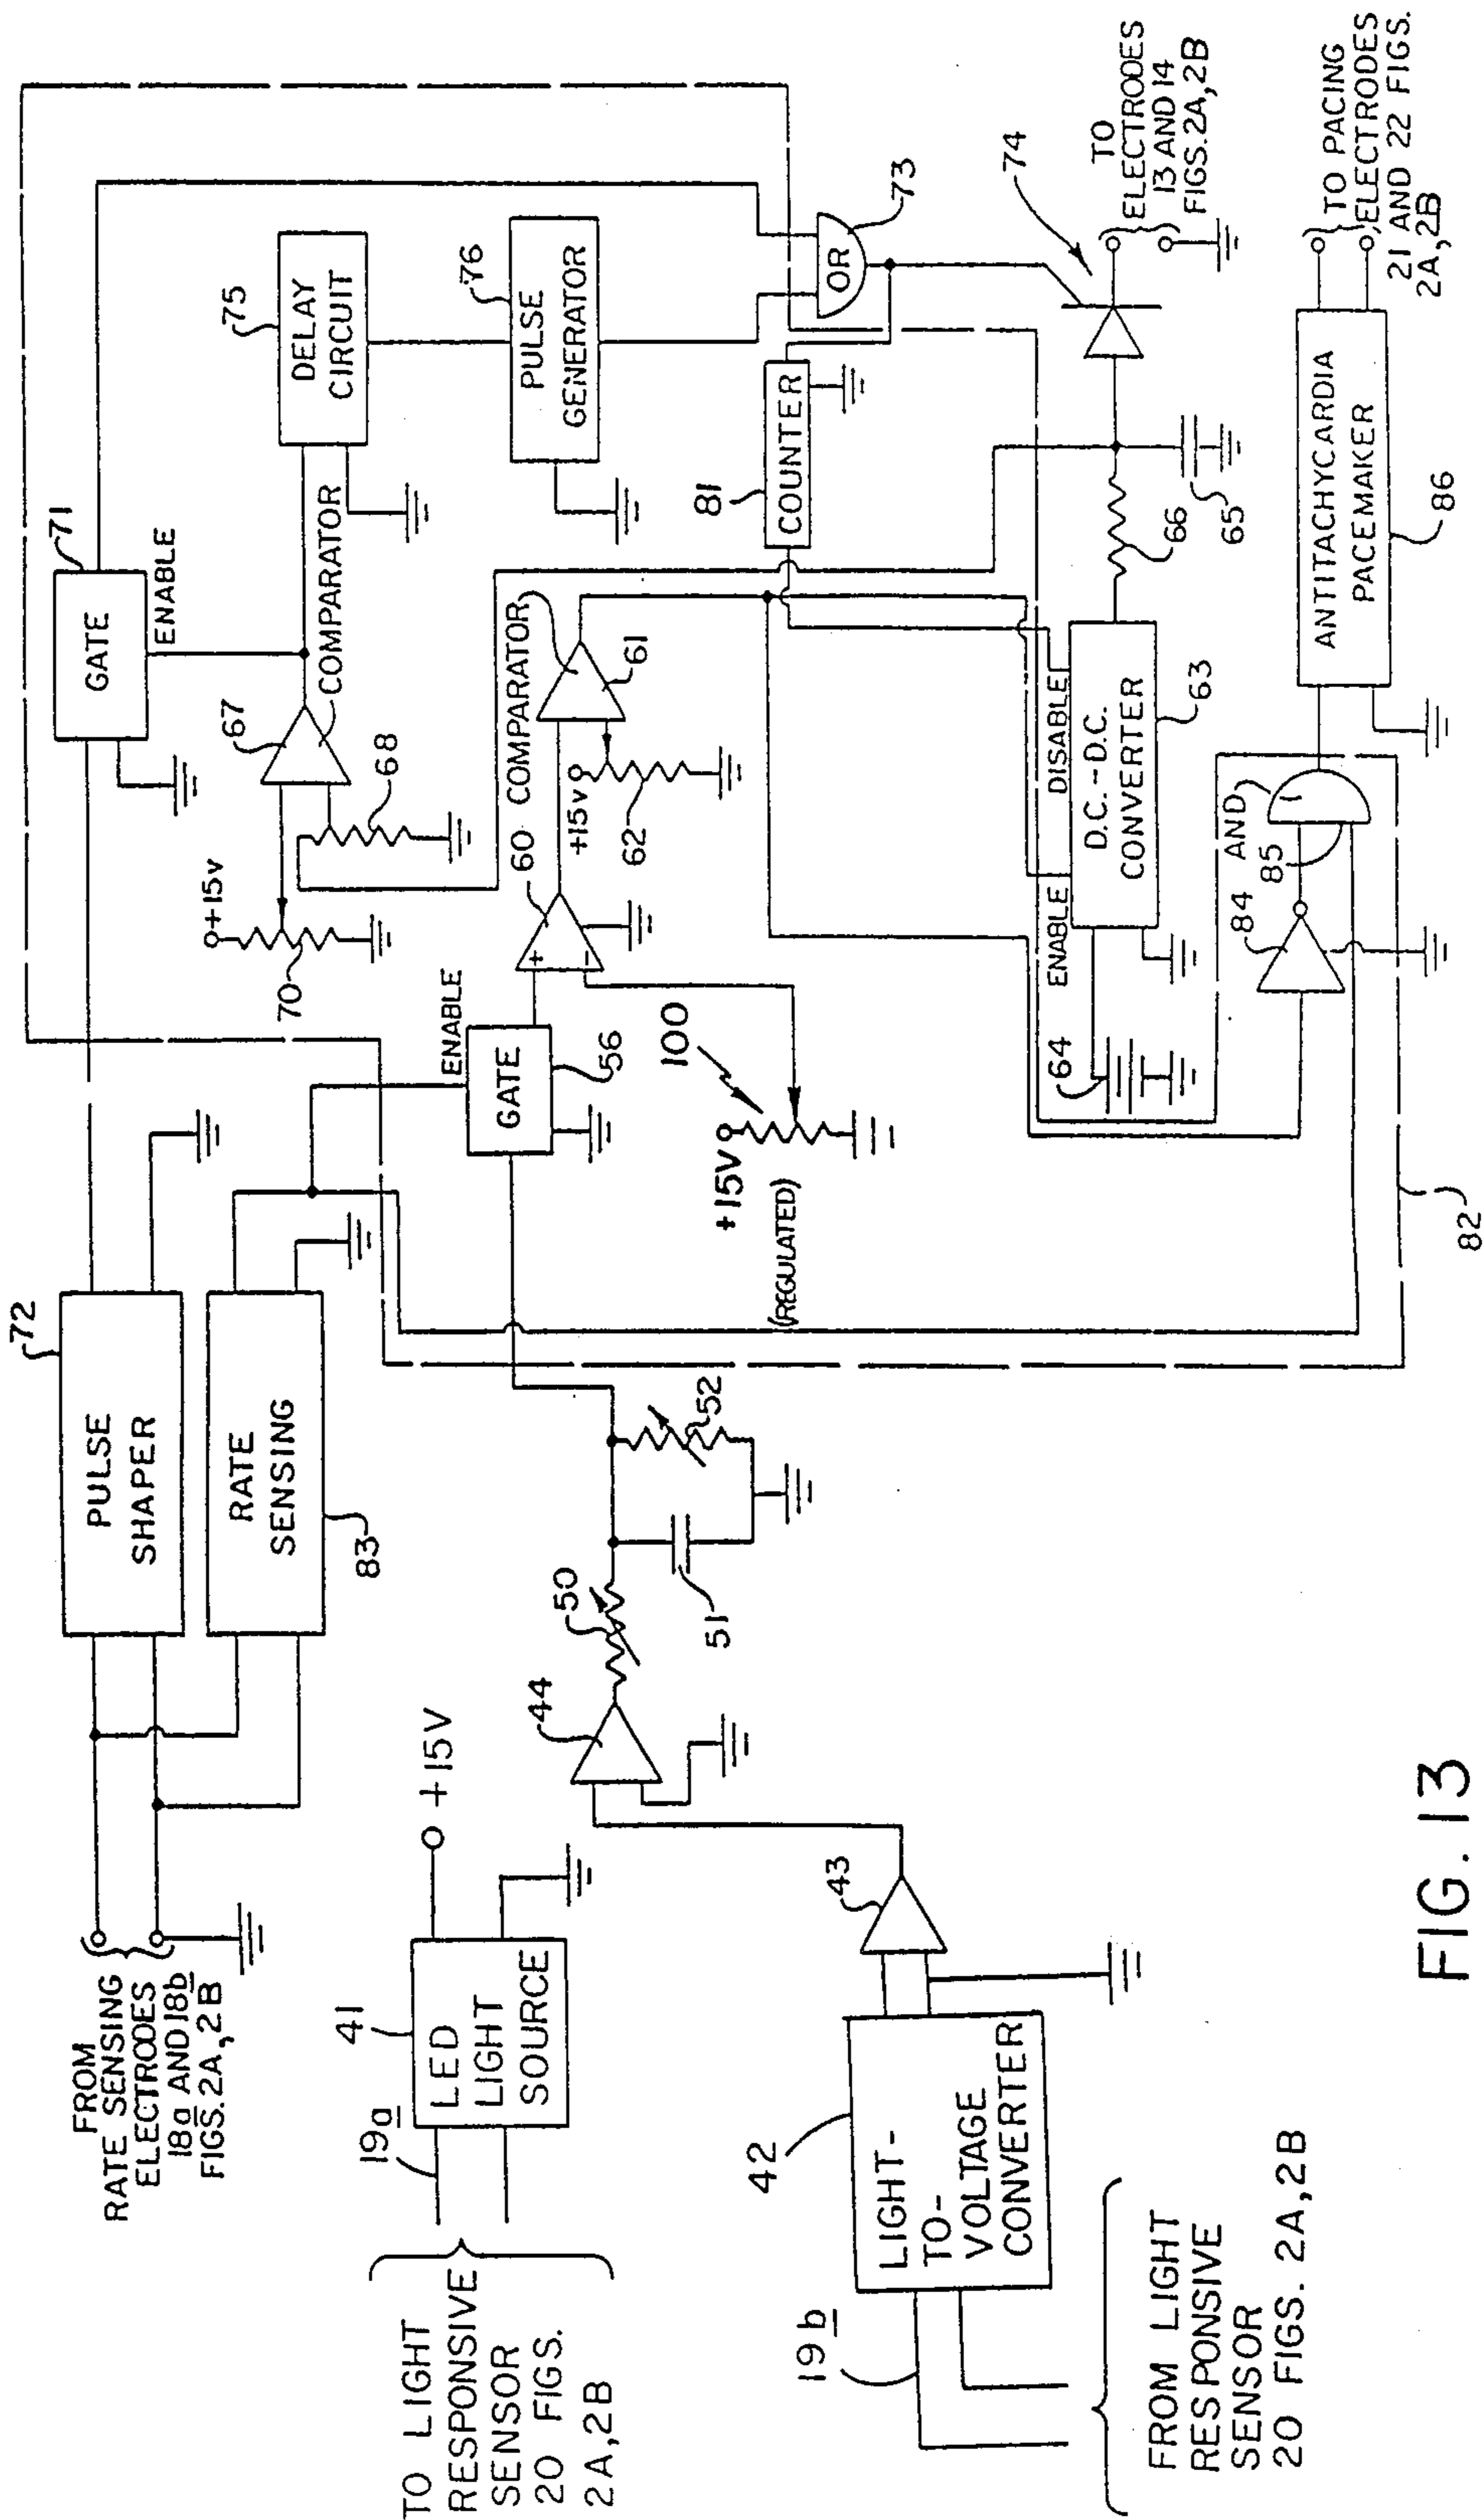 FROM
RATE SENSING
ELECTRODES
18a AND 18b
FIGS. 2A, 2B
72
PULSE
SHAPER
RATE
SENSING
83
71
GATE
ENABLE
+15v
70
67
68
COMPARATOR
75
DELAY
CIRCUIT
76
PULSE
GENERATOR
OR
73
TO LIGHT
RESPONSIVE
SENSOR
20 FIGS.
2A, 2B
19a
41
LED
LIGHT
SOURCE
+15V
44
50
51
52
ENABLE
GATE
56
60
COMPARATOR
61
+15v
62
100
+15V
(REGULATED)
81
COUNTER
74
TO
ELECTRODES
13 AND 14
FIGS. 2A, 2B
19b
42
LIGHT-
TO-
VOLTAGE
CONVERTER
43
FROM LIGHT
RESPONSIVE
SENSOR
20 FIGS. 2A, 2B
64
ENABLE
DISABLE
D.C.-D.C.
CONVERTER
63
66
65
84
AND
85
82
ANTITACHYCARDIA
PACEMAKER
86
TO PACING
ELECTRODES
21 AND 22 FIGS.
2A, 2B
FIG. 13